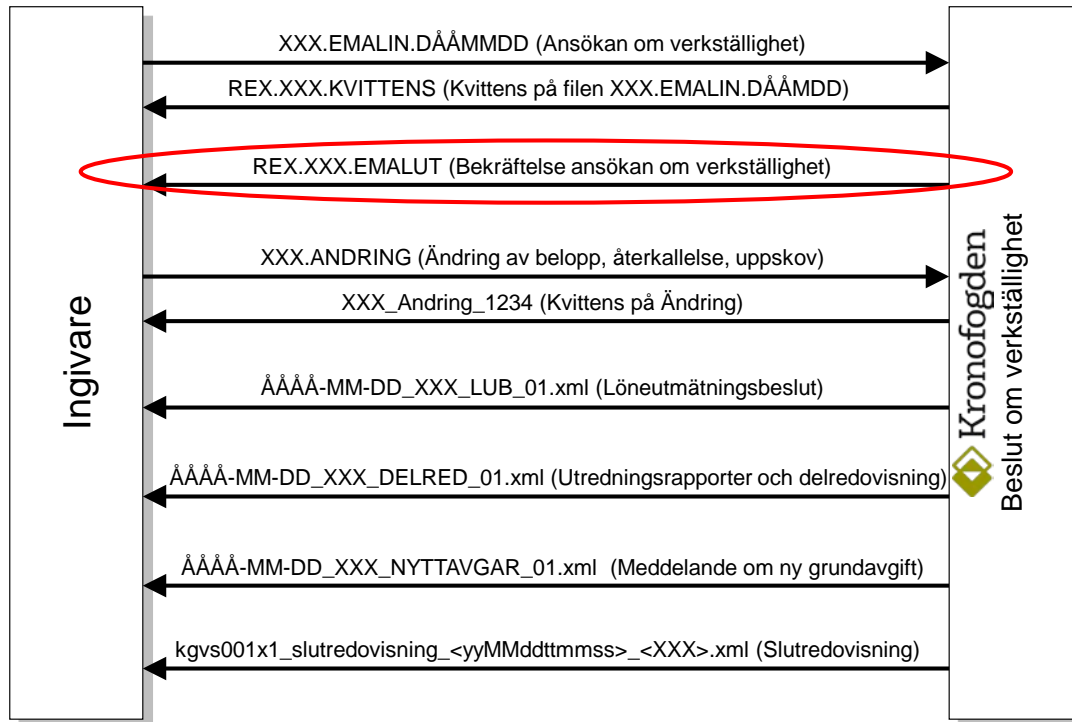 XXX.EMALIN.DÅÅMMDD (Ansökan om verkställighet)
REX.XXX.KVITTENS (Kvittens på filen XXX.EMALIN.DÅÅMDD)
REX.XXX.EMALUT (Bekräftelse ansökan om verkställighet)
XXX.ANDRING (Ändring av belopp, återkallelse, uppskov)
XXX_Andring_1234 (Kvittens på Ändring)
ÅÅÅÅ-MM-DD_XXX_LUB_01.xml (Löneutmätningsbeslut)
ÅÅÅÅ-MM-DD_XXX_DELRED_01.xml (Utredningsrapporter och delredovisning)
ÅÅÅÅ-MM-DD_XXX_NYTTAVGAR_01.xml (Meddelande om ny grundavgift)
kgvs001x1_slutredovisning_<yyMMddttmmss>_<XXX>.xml (Slutredovisning)
Ingivare
Kronofogden
Beslut om verkställighet